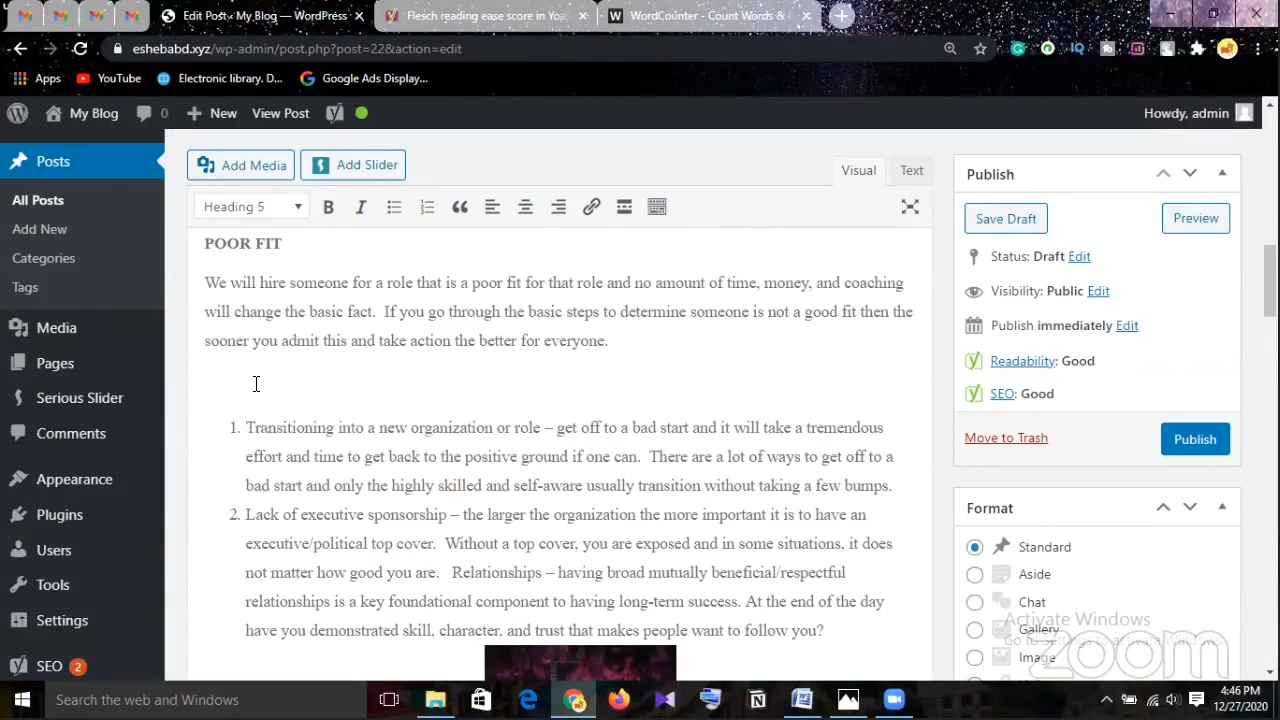 Edit Post ‹ My Blog — WordPress
Flesch reading ease score in Yoa
WordCounter - Count Words &
eshebabd.xyz/wp-admin/post.php?post=22&action=edit
Apps
YouTube
Electronic library. D...
Google Ads Display...
My Blog
0
New
View Post
Howdy, admin
Posts
All Posts
Add New
Categories
Tags
Media
Pages
Serious Slider
Comments
Appearance
Plugins
Users
Tools
Settings
SEO 2
Add Media
Add Slider
Visual
Text
Heading 5
POOR FIT
We will hire someone for a role that is a poor fit for that role and no amount of time, money, and coaching
will change the basic fact.  If you go through the basic steps to determine someone is not a good fit then the
sooner you admit this and take action the better for everyone.
1. Transitioning into a new organization or role – get off to a bad start and it will take a tremendous
effort and time to get back to the positive ground if one can.  There are a lot of ways to get off to a
bad start and only the highly skilled and self-aware usually transition without taking a few bumps.
2. Lack of executive sponsorship – the larger the organization the more important it is to have an
executive/political top cover.  Without a top cover, you are exposed and in some situations, it does
not matter how good you are.   Relationships – having broad mutually beneficial/respectful
relationships is a key foundational component to having long-term success. At the end of the day
have you demonstrated skill, character, and trust that makes people want to follow you?
Publish
Save Draft
Preview
Status: Draft Edit
Visibility: Public Edit
Publish immediately Edit
Readability: Good
SEO: Good
Move to Trash
Publish
Format
Standard
Aside
Chat
Gallery
Image
Activate Windows
Go to Settings to activate Windows.
zoom
Search the web and Windows
4:46 PM
12/27/2020